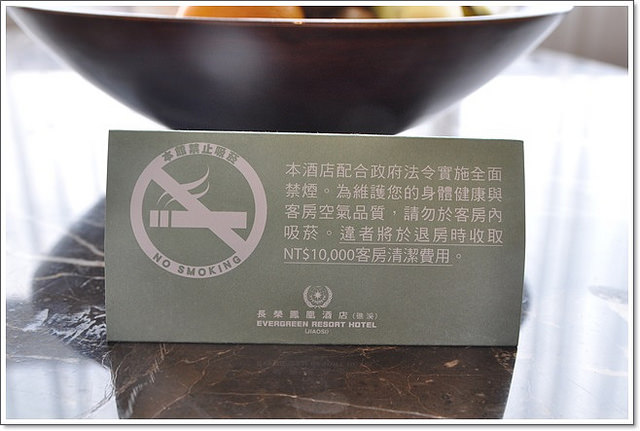 本館禁止吸菸
NO SMOKING
本酒店配合政府法令實施全面
禁煙。為維護您的身體健康與
客房空氣品質，請勿於客房內
吸菸。違者將於退房時收取
NT$10,000客房清潔費用。
長榮鳳凰酒店(礁溪)
EVERGREEN RESORT HOTEL
(JIAOSI)